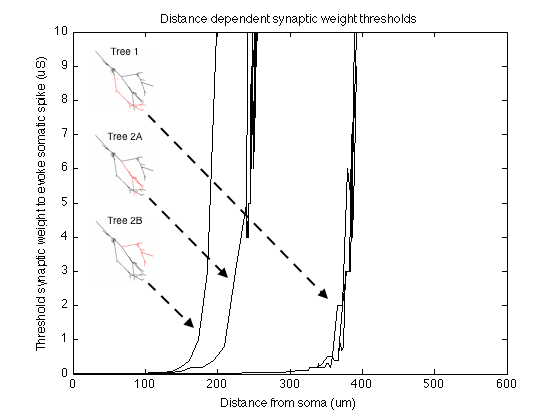 Distance dependent synaptic weight thresholds
Threshold synaptic weight to evoke somatic spike (uS)
10
9
8
7
6
5
4
3
2
1
0
Tree 1
Tree 2A
Tree 2B
0 100 200 300 400 500 600
Distance from soma (um)